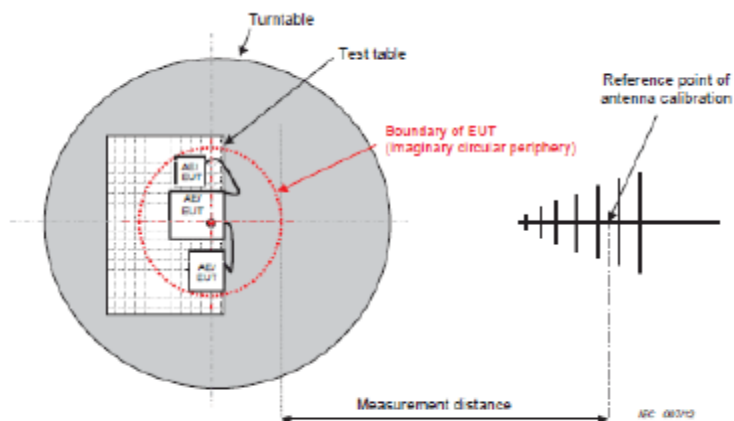 Turntable
Test table
Reference point of
antenna calibration
Boundary of EUT
(imaginary circular periphery)
AE/
EUT
AE/
EUT
AE/
EUT
Measurement distance
IEC